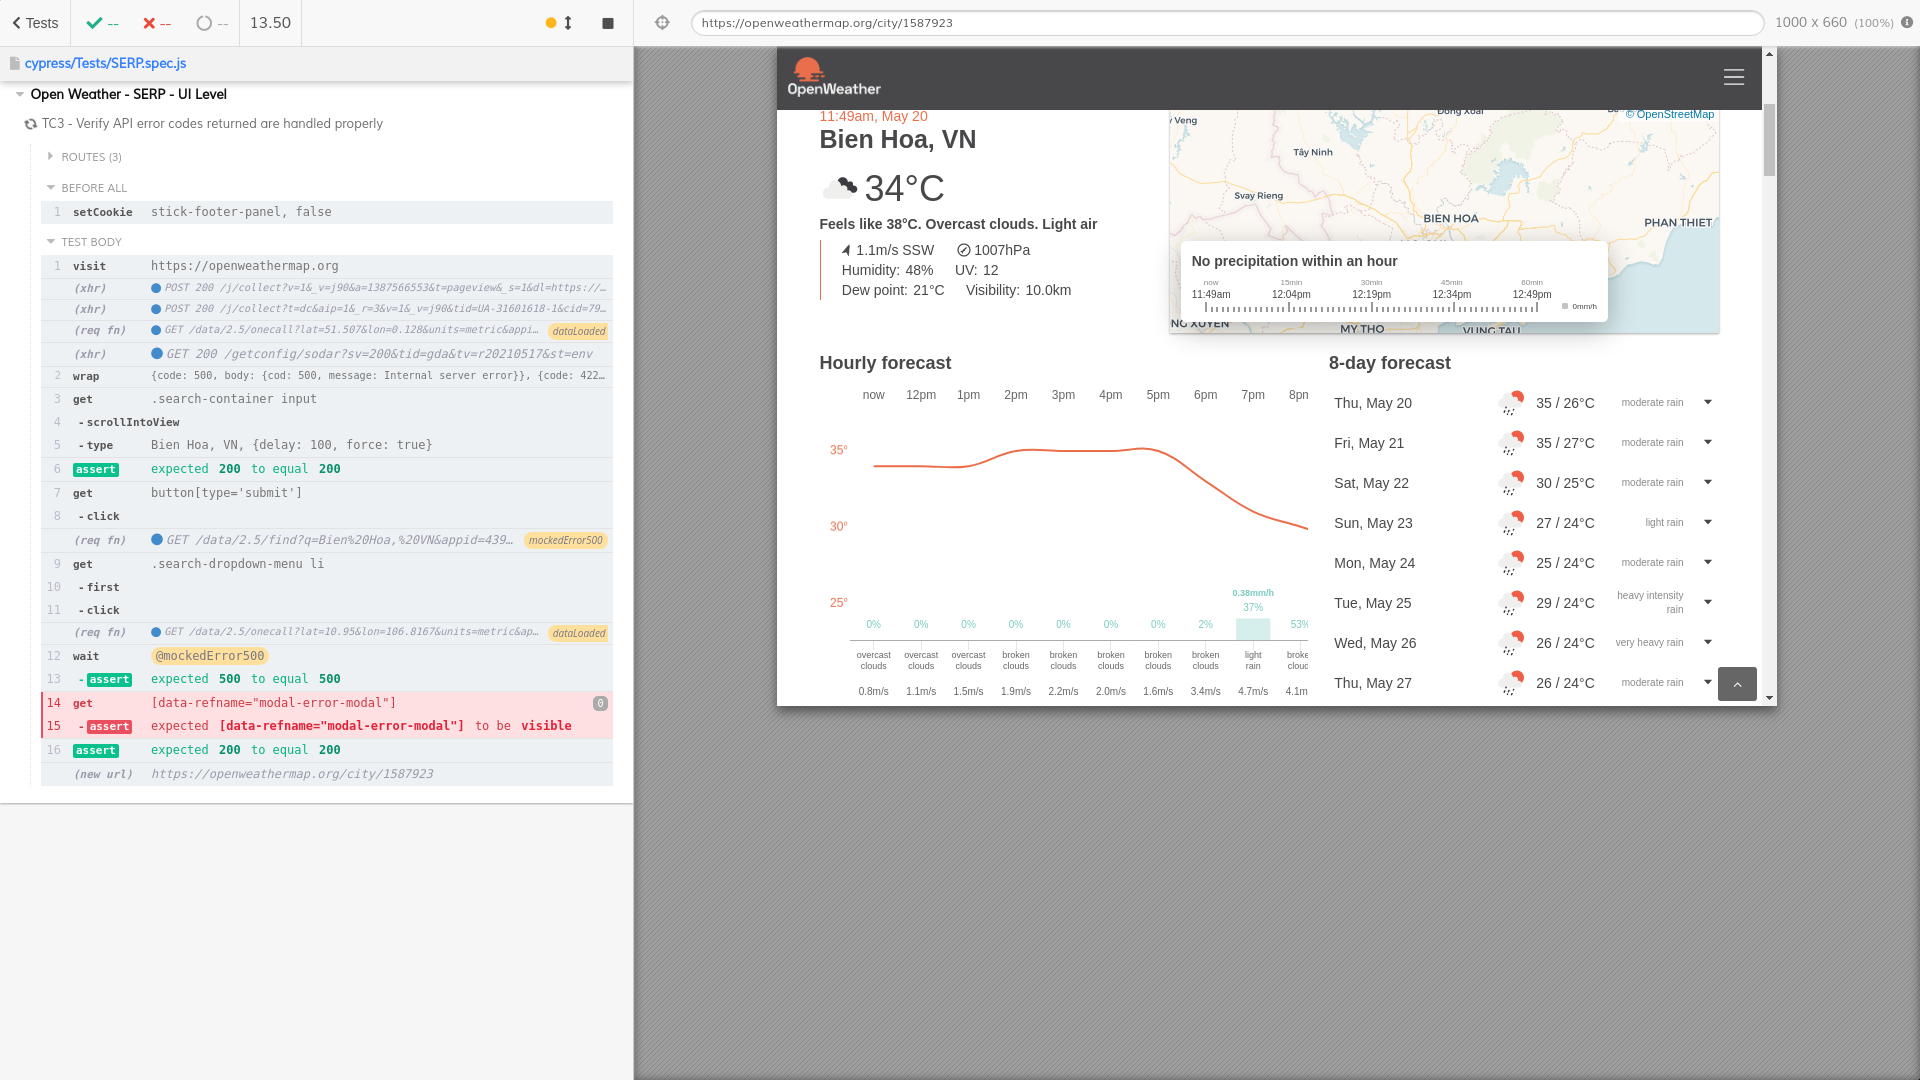 Tests
--
--
--
13.50
cypress/Tests/SERP.spec.js
Open Weather - SERP - UI Level
TC3 - Verify API error codes returned are handled properly
ROUTES (3)
BEFORE ALL
1 setCookie stick-footer-panel, false
TEST BODY
1 visit https://openweathermap.org
(xhr) POST 200 /j/collect?v=1&_v=j90&a=1387566553&t=pageview&_s=1&dl=https://…
(xhr) POST 200 /j/collect?t=dc&aip=1&_r=3&v=1&_v=j90&tid=UA-31601618-1&cid=79…
(req fn) GET /data/2.5/onecall?lat=51.507&lon=0.128&units=metric&appi… dataLoaded
(xhr) GET 200 /getconfig/sodar?sv=200&tid=gda&tv=r20210517&st=env
2 wrap {code: 500, body: {cod: 500, message: Internal server error}}, {code: 422…
3 get .search-container input
4 -scrollIntoView
5 -type Bien Hoa, VN, {delay: 100, force: true}
6 assert expected 200 to equal 200
7 get button[type='submit']
8 -click
(req fn) GET /data/2.5/find?q=Bien%20Hoa,%20VN&appid=439… mockedError500
9 get .search-dropdown-menu li
10 -first
11 -click
(req fn) GET /data/2.5/onecall?lat=10.95&lon=106.8167&units=metric&ap… dataLoaded
12 wait @mockedError500
13 -assert expected 500 to equal 500
14 get [data-refname="modal-error-modal"] 0
15 -assert expected [data-refname="modal-error-modal"] to be visible
16 assert expected 200 to equal 200
(new url) https://openweathermap.org/city/1587923
https://openweathermap.org/city/1587923
1000 x 660 (100%)
OpenWeather
11:49am, May 20
Bien Hoa, VN
34°C
Feels like 38°C. Overcast clouds. Light air
1.1m/s SSW 1007hPa
Humidity: 48% UV: 12
Dew point: 21°C Visibility: 10.0km
© OpenStreetMap
y Veng
Dong Xoai
Tây Ninh
Svay Rieng
BIEN HOA
PHAN THIET
No precipitation within an hour
now 15min 30min 45min 60min
11:49am 12:04pm 12:19pm 12:34pm 12:49pm
0mm/h
NG XUYEN
MY THO
VUNG TAU
Hourly forecast
now 12pm 1pm 2pm 3pm 4pm 5pm 6pm 7pm 8pm
35°
30°
25°
0.38mm/h
37%
0% 0% 0% 0% 0% 0% 0% 2% 53%
overcast clouds overcast clouds overcast clouds broken clouds broken clouds broken clouds broken clouds broken clouds light rain broke clouc
0.8m/s 1.1m/s 1.5m/s 1.9m/s 2.2m/s 2.0m/s 1.6m/s 3.4m/s 4.7m/s 4.1m
8-day forecast
Thu, May 20 35 / 26°C moderate rain
Fri, May 21 35 / 27°C moderate rain
Sat, May 22 30 / 25°C moderate rain
Sun, May 23 27 / 24°C light rain
Mon, May 24 25 / 24°C moderate rain
Tue, May 25 29 / 24°C heavy intensity rain
Wed, May 26 26 / 24°C very heavy rain
Thu, May 27 26 / 24°C moderate rain